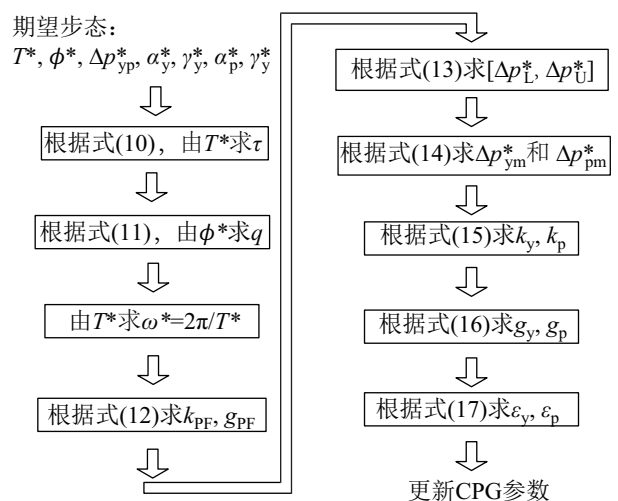 期望步态：
T*, ϕ*, Δp*yp, α*y, γ*y, α*p, γ*y
根据式(10)，由T*求τ
根据式(11)，由ϕ*求q
由T*求ω*=2π/T*
根据式(12)求kPF, gPF
根据式(13)求[Δp*L, Δp*U]
根据式(14)求Δp*ym和 Δp*pm
根据式(15)求ky, kp
根据式(16)求gy, gp
根据式(17)求εy, εp
更新CPG参数